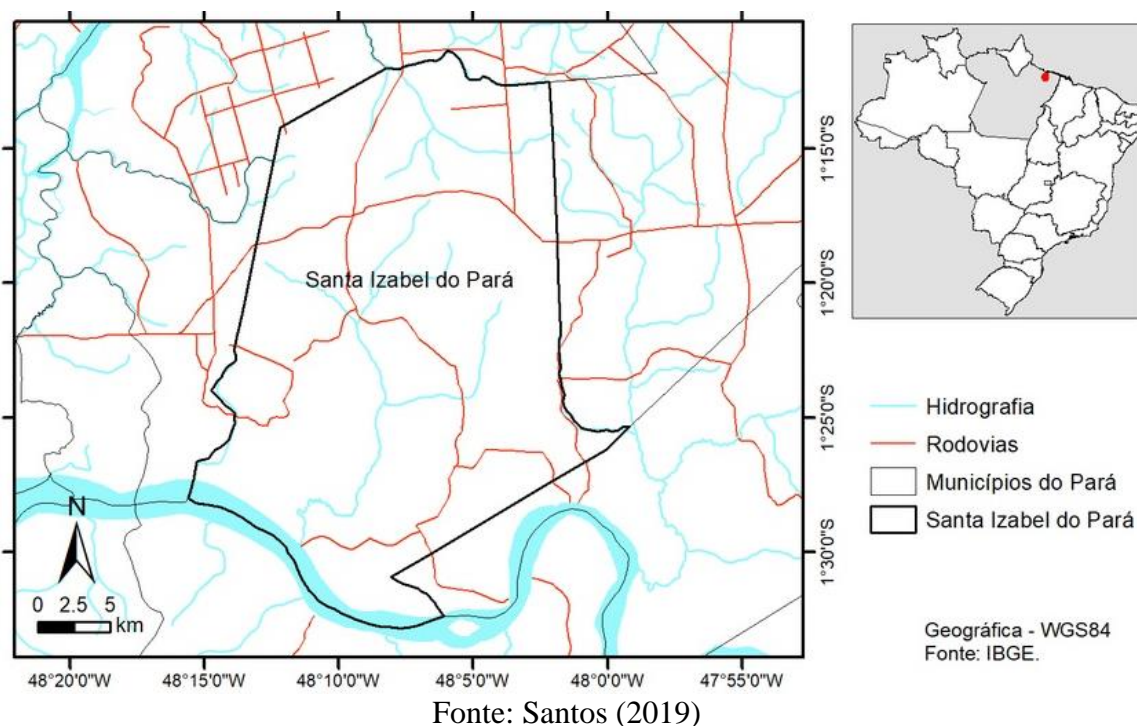 Santa Izabel do Pará
N
0 2.5 5
km
1°15'0"S
1°20'0"S
1°25'0"S
1°30'0"S
48°20'0"W
48°15'0"W
48°10'0"W
48°5'0"W
48°0'0"W
47°55'0"W
Hidrografia
Rodovias
Municípios do Pará
Santa Izabel do Pará
Geográfica - WGS84
Fonte: IBGE.
Fonte: Santos (2019)